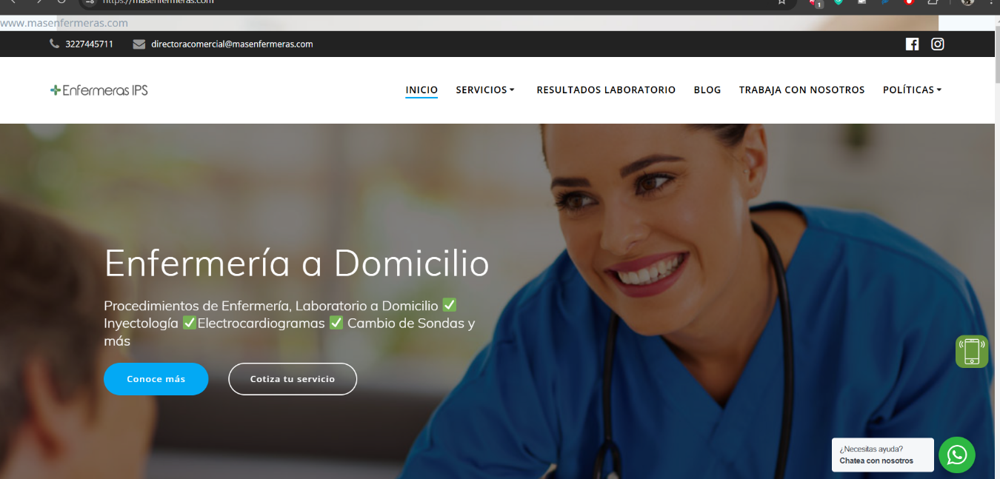 https://masenfermeras.com
1
www.masenfermeras.com
3227445711 directoracomercial@masenfermeras.com
Enfermeras IPS
INICIO SERVICIOS RESULTADOS LABORATORIO BLOG TRABAJA CON NOSOTROS POLÍTICAS
Enfermería a Domicilio
Procedimientos de Enfermería, Laboratorio a Domicilio ✅
Inyectología ✅Electrocardiogramas ✅ Cambio de Sondas y
más
Conoce más Cotiza tu servicio
¿Necesitas ayuda?
Chatea con nosotros